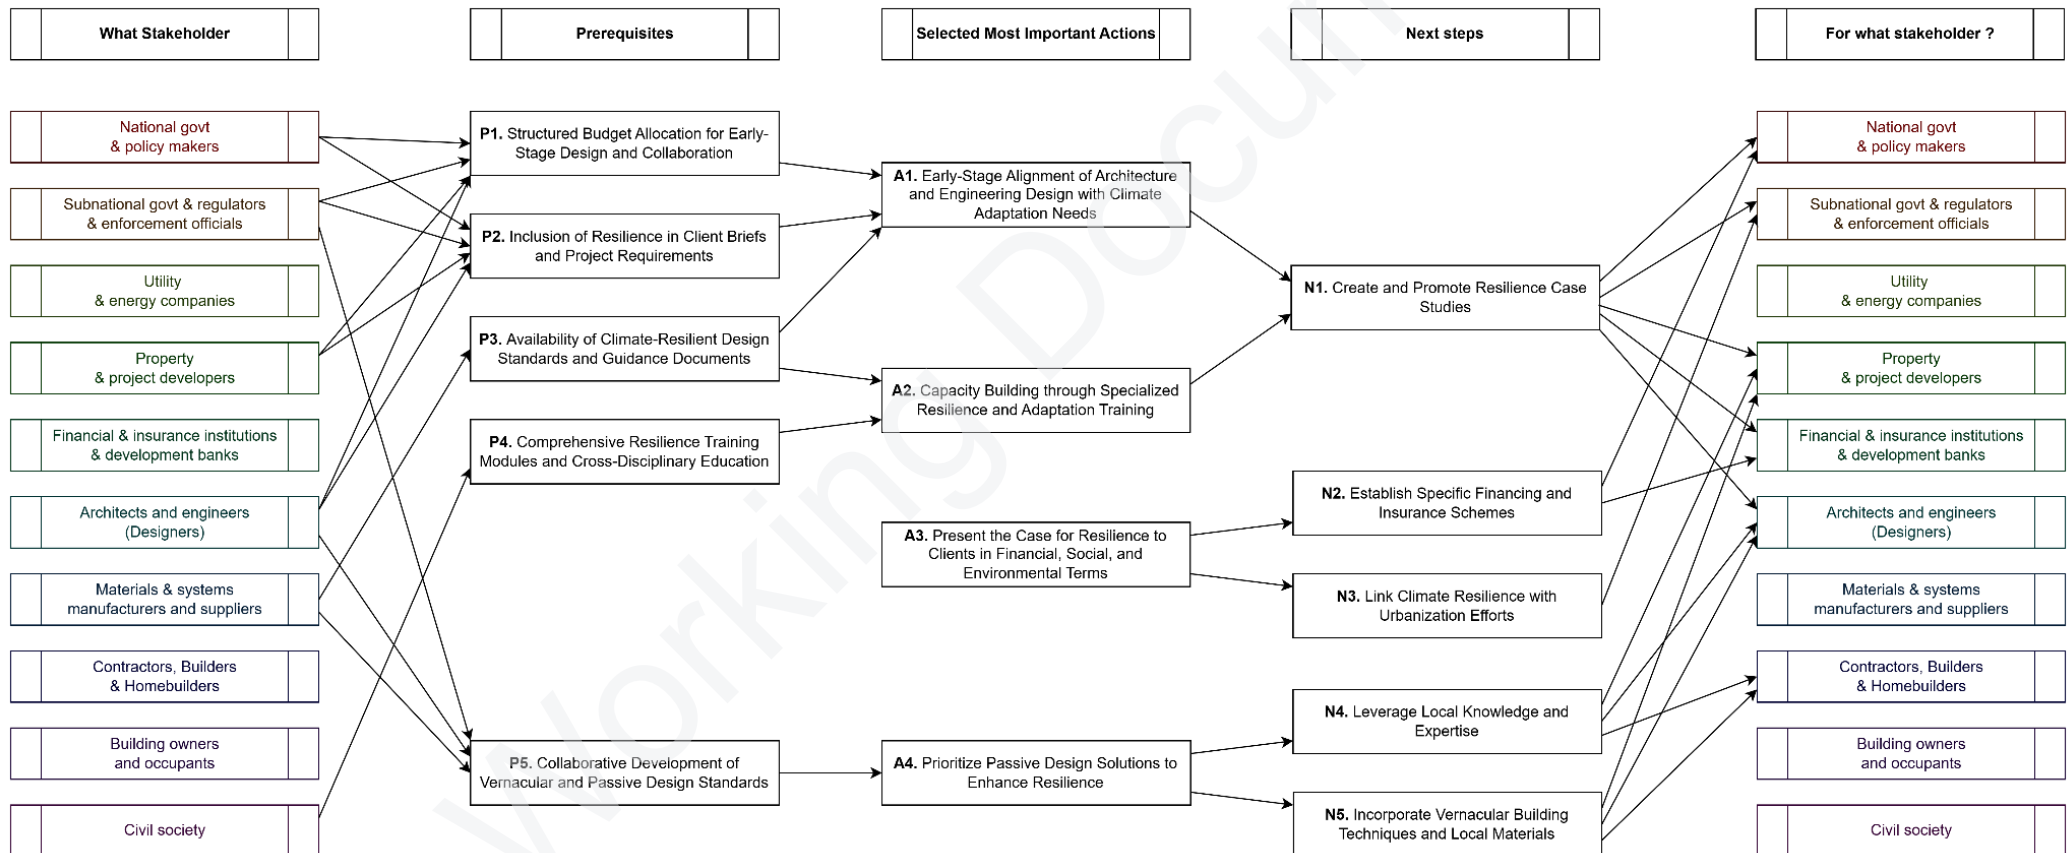 What Stakeholder
Prerequisites
Selected Most Important Actions
Next steps
For what stakeholder ?
National govt
& policy makers
Subnational govt & regulators
& enforcement officials
Utility
& energy companies
Property
& project developers
Financial & insurance institutions
& development banks
Architects and engineers
(Designers)
Materials & systems
manufacturers and suppliers
Contractors, Builders
& Homebuilders
Building owners
and occupants
Civil society
P1. Structured Budget Allocation for Early-
Stage Design and Collaboration
P2. Inclusion of Resilience in Client Briefs
and Project Requirements
P3. Availability of Climate-Resilient Design
Standards and Guidance Documents
P4. Comprehensive Resilience Training
Modules and Cross-Disciplinary Education
P5. Collaborative Development of
Vernacular and Passive Design Standards
A1. Early-Stage Alignment of Architecture
and Engineering Design with Climate
Adaptation Needs
A2. Capacity Building through Specialized
Resilience and Adaptation Training
A3. Present the Case for Resilience to
Clients in Financial, Social, and
Environmental Terms
A4. Prioritize Passive Design Solutions to
Enhance Resilience
N1. Create and Promote Resilience Case
Studies
N2. Establish Specific Financing and
Insurance Schemes
N3. Link Climate Resilience with
Urbanization Efforts
N4. Leverage Local Knowledge and
Expertise
N5. Incorporate Vernacular Building
Techniques and Local Materials
National govt
& policy makers
Subnational govt & regulators
& enforcement officials
Utility
& energy companies
Property
& project developers
Financial & insurance institutions
& development banks
Architects and engineers
(Designers)
Materials & systems
manufacturers and suppliers
Contractors, Builders
& Homebuilders
Building owners
and occupants
Civil society
Working Docum